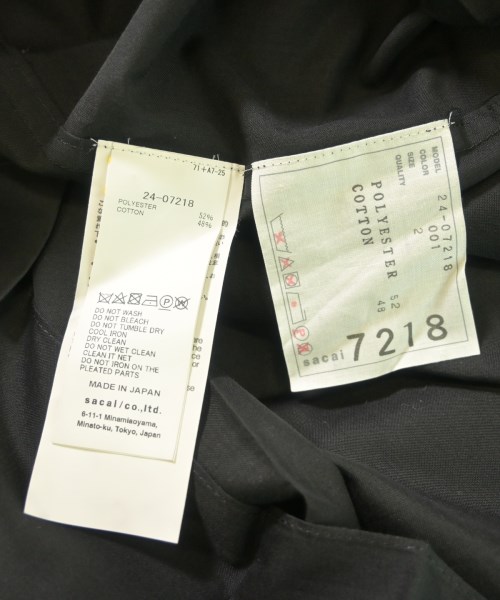 71+A7-25
24-07218
POLYESTER 52%
COTTON 48%
DO NOT WASH
DO NOT BLEACH
DO NOT TUMBLE DRY
COOL IRON
DRY CLEAN
DO NOT WET CLEAN
CLEAN IT NET
DO NOT IRON ON THE
PLEATED PARTS
MADE IN JAPAN
sacai/co.,ltd.
6-11-1 Minamiaoyama,
Minato-ku, Tokyo, Japan
MODEL 24-07218
COLOR 001
SIZE 2
QUALITY
POLYESTER 52
COTTON 48
sacai 7218